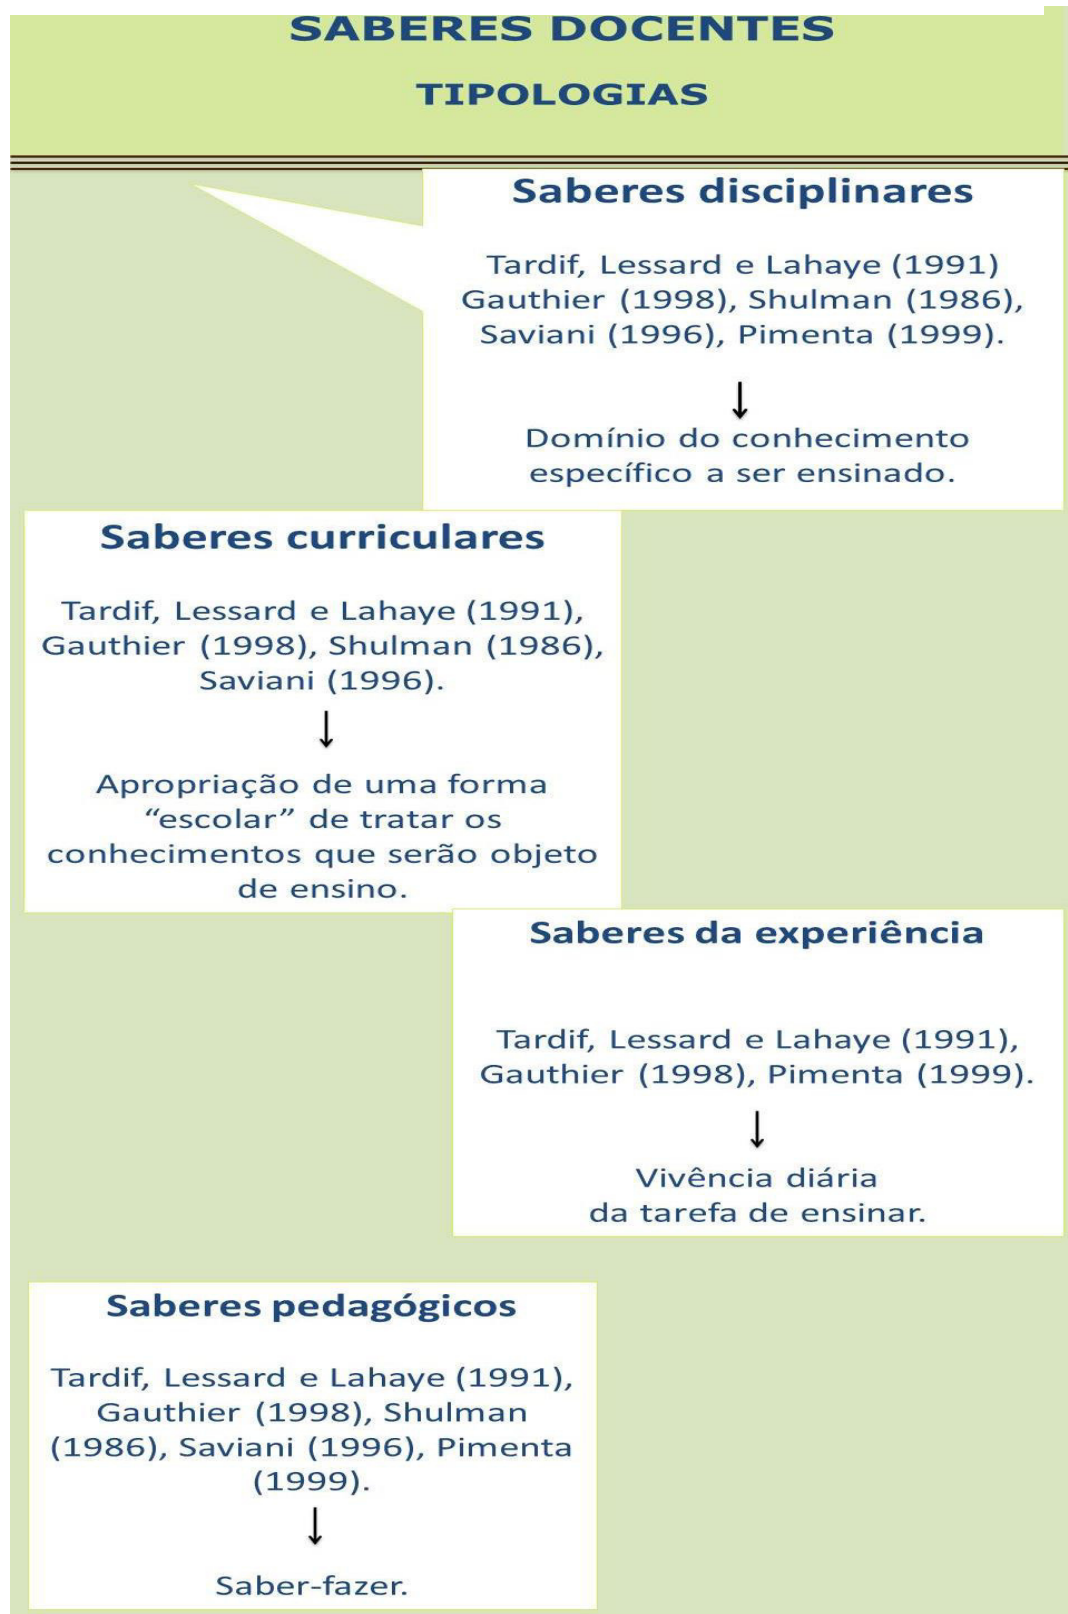 SABERES DOCENTES
TIPOLOGIAS
Saberes disciplinares
Tardif, Lessard e Lahaye (1991)
Gauthier (1998), Shulman (1986),
Saviani (1996), Pimenta (1999).
↓
Domínio do conhecimento
específico a ser ensinado.
Saberes curriculares
Tardif, Lessard e Lahaye (1991),
Gauthier (1998), Shulman (1986),
Saviani (1996).
↓
Apropriação de uma forma
“escolar” de tratar os
conhecimentos que serão objeto
de ensino.
Saberes da experiência
Tardif, Lessard e Lahaye (1991),
Gauthier (1998), Pimenta (1999).
↓
Vivência diária
da tarefa de ensinar.
Saberes pedagógicos
Tardif, Lessard e Lahaye (1991),
Gauthier (1998), Shulman
(1986), Saviani (1996), Pimenta
(1999).
↓
Saber-fazer.